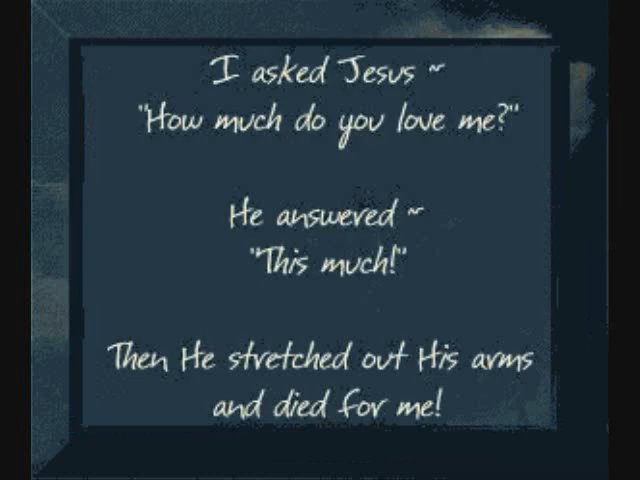 I asked Jesus ~
"How much do you love me?"
He answered ~
"This much!"
Then He stretched out His arms
and died for me!